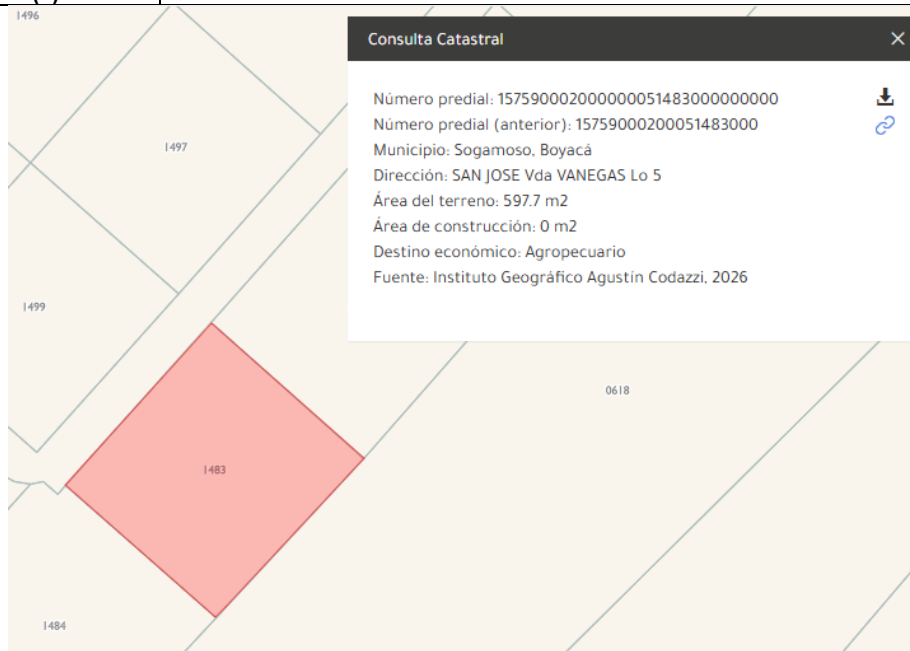 1496
Consulta Catastral
Número predial: 157590002000000051483000000000
Número predial (anterior): 15759000200051483000
Municipio: Sogamoso, Boyacá
Dirección: SAN JOSE Vda VANEGAS Lo 5
Área del terreno: 597.7 m2
Área de construcción: 0 m2
Destino económico: Agropecuario
Fuente: Instituto Geográfico Agustín Codazzi, 2026
1497
1499
0618
1483
1484